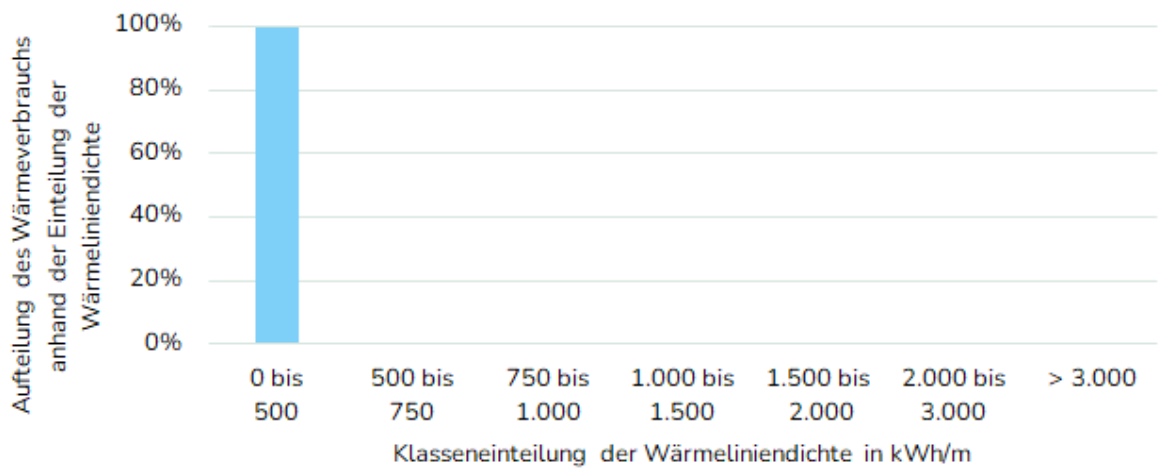 Aufteilung des Wärmeverbrauchs
anhand der Einteilung der
Wärmeliniendichte
100%
80%
60%
40%
20%
0%
0 bis 500 bis 750 bis 1.000 bis 1.500 bis 2.000 bis > 3.000
500 750 1.000 1.500 2.000 3.000
Klasseneinteilung der Wärmeliniendichte in kWh/m